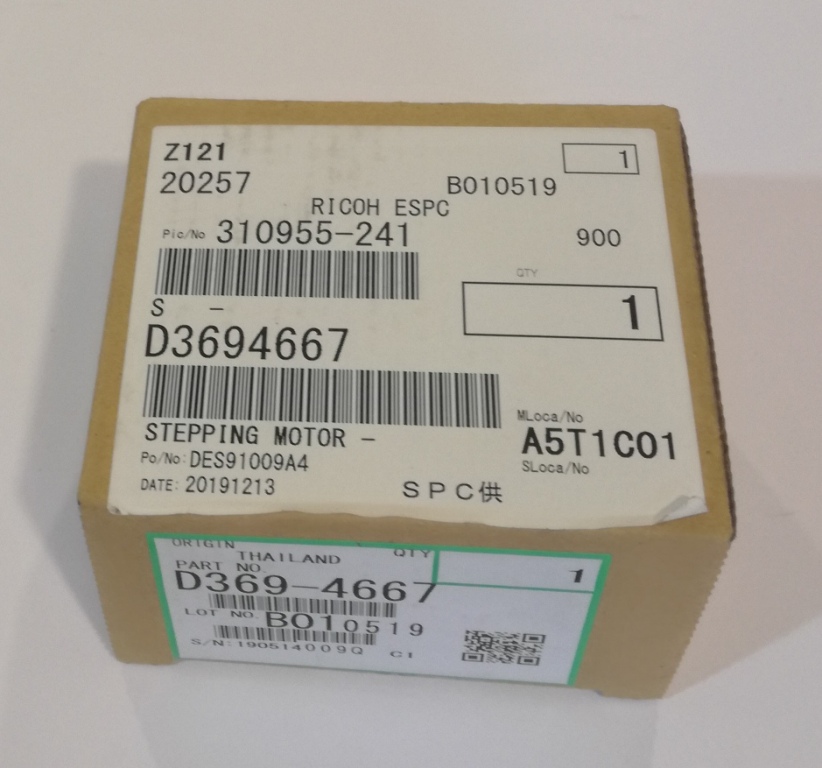 Z121
1
20257
B010519
RICOH ESPC
Pic/No 310955-241
900
QTY
1
S -
D3694667
STEPPING MOTOR -
MLoca/No
A5T1C01
SLoca/No
Po/No: DES91009A4
DATE: 20191213
SPC供
ORIGIN
THAILAND
QTY
1
PART NO.
D369-4667
LOT NO. B010519
S/N: 190514009Q C1